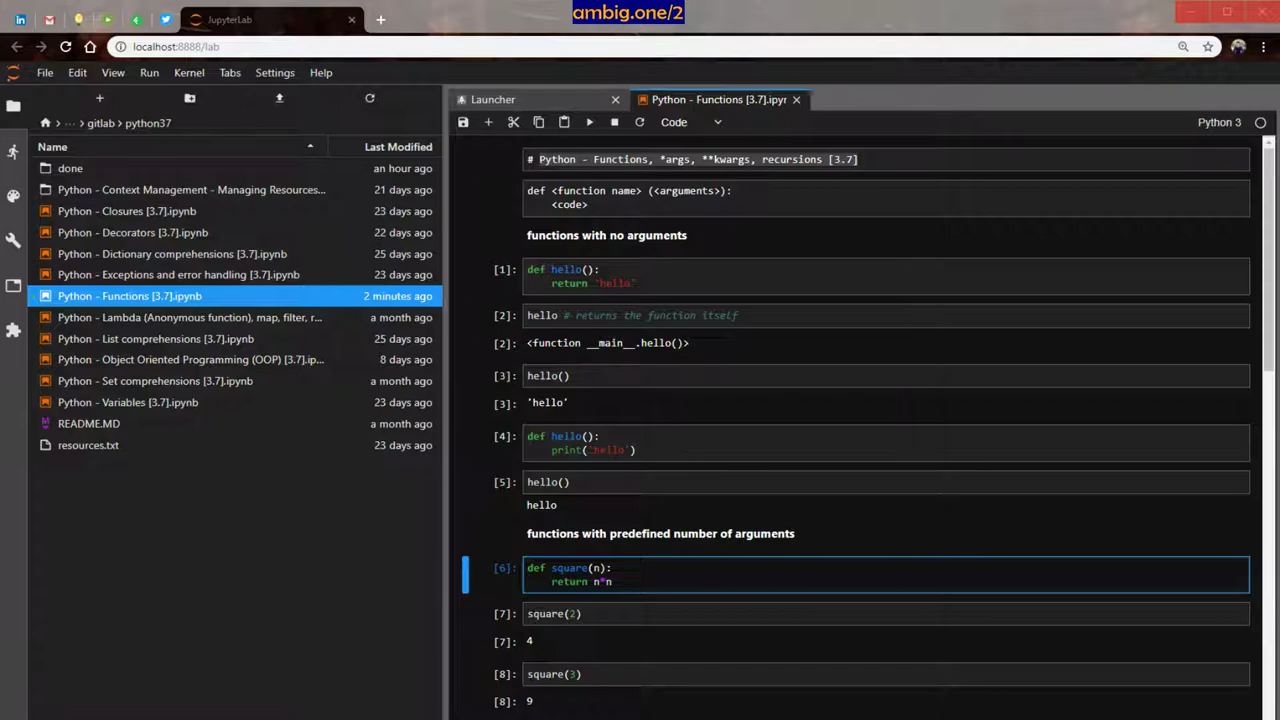 ambig.one/2
JupyterLab
localhost:8888/lab
File Edit View Run Kernel Tabs Settings Help
Launcher
Python - Functions [3.7].ipyr
Code
Python 3
... gitlab python37
Name Last Modified
done an hour ago
Python - Context Management - Managing Resources... 21 days ago
Python - Closures [3.7].ipynb 23 days ago
Python - Decorators [3.7].ipynb 22 days ago
Python - Dictionary comprehensions [3.7].ipynb 25 days ago
Python - Exceptions and error handling [3.7].ipynb 23 days ago
Python - Functions [3.7].ipynb 2 minutes ago
Python - Lambda (Anonymous function), map, filter, r... a month ago
Python - List comprehensions [3.7].ipynb 25 days ago
Python - Object Oriented Programming (OOP) [3.7].ip... 8 days ago
Python - Set comprehensions [3.7].ipynb a month ago
Python - Variables [3.7].ipynb 23 days ago
README.MD a month ago
resources.txt 23 days ago
# Python - Functions, *args, **kwargs, recursions [3.7]
def <function name> (<arguments>):
<code>
functions with no arguments
[1]: def hello():
return 'hello'
[2]: hello # returns the function itself
[2]: <function __main__.hello()>
[3]: hello()
[3]: 'hello'
[4]: def hello():
print('hello')
[5]: hello()
hello
functions with predefined number of arguments
[6]: def square(n):
return n*n
[7]: square(2)
[7]: 4
[8]: square(3)
[8]: 9